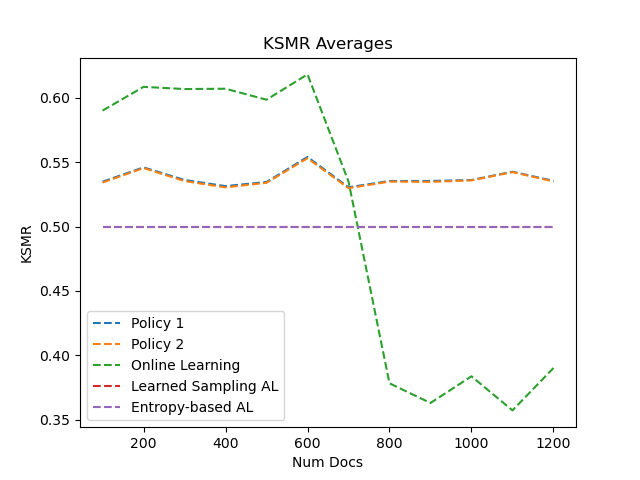 KSMR Averages
KSMR
0.60
0.55
0.50
0.45
0.40
0.35
Policy 1
Policy 2
Online Learning
Learned Sampling AL
Entropy-based AL
200 400 600 800 1000 1200
Num Docs